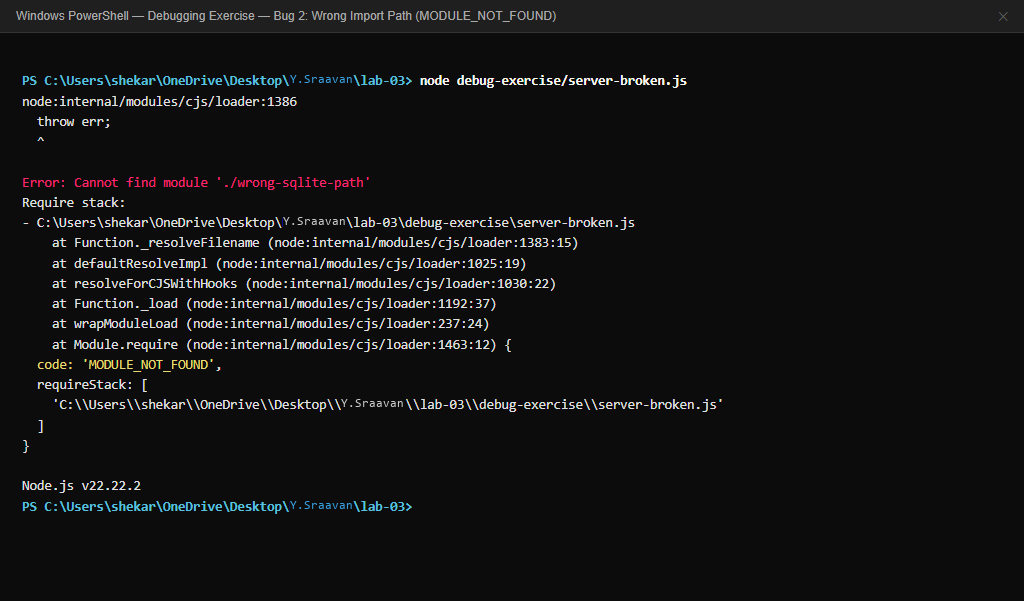 Windows PowerShell — Debugging Exercise — Bug 2: Wrong Import Path (MODULE_NOT_FOUND)
PS C:\Users\shekar\OneDrive\Desktop\Y.Sraavan\lab-03> node debug-exercise/server-broken.js
node:internal/modules/cjs/loader:1386
  throw err;
  ^
Error: Cannot find module './wrong-sqlite-path'
Require stack:
- C:\Users\shekar\OneDrive\Desktop\Y.Sraavan\lab-03\debug-exercise\server-broken.js
    at Function._resolveFilename (node:internal/modules/cjs/loader:1383:15)
    at defaultResolveImpl (node:internal/modules/cjs/loader:1025:19)
    at resolveForCJSWithHooks (node:internal/modules/cjs/loader:1030:22)
    at Function._load (node:internal/modules/cjs/loader:1192:37)
    at wrapModuleLoad (node:internal/modules/cjs/loader:237:24)
    at Module.require (node:internal/modules/cjs/loader:1463:12) {
  code: 'MODULE_NOT_FOUND',
  requireStack: [
    'C:\\Users\\shekar\\OneDrive\\Desktop\\Y.Sraavan\\lab-03\\debug-exercise\\server-broken.js'
  ]
}
Node.js v22.22.2
PS C:\Users\shekar\OneDrive\Desktop\Y.Sraavan\lab-03>